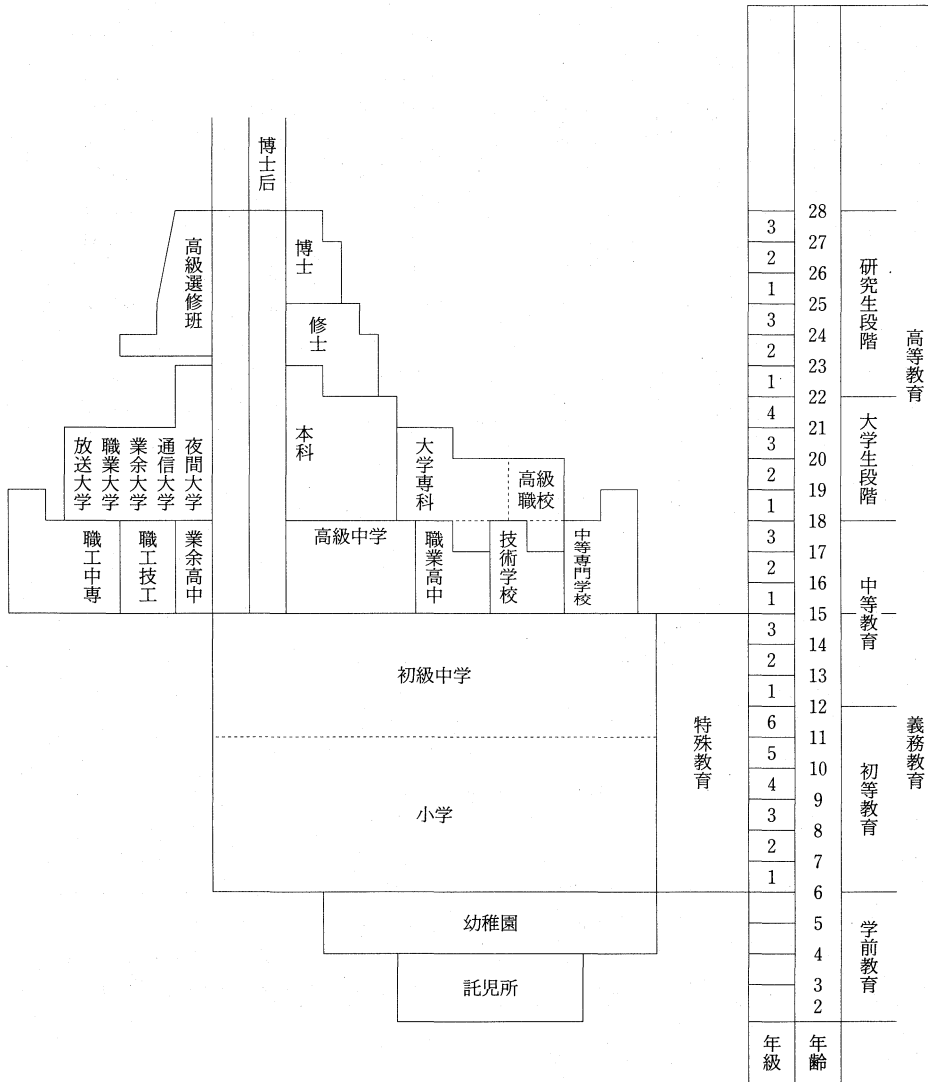 博士后
高級選修班
博士
修士
本科
大学専科
高級
職校
放送大学
職業大学
業余大学
通信大学
夜間大学
職工中専
職工技工
業余高中
高級中学
職業高中
技術学校
中等専門学校
初級中学
小学
特殊教育
幼稚園
託児所
3
2
1
3
2
1
4
3
2
1
3
2
1
3
2
1
6
5
4
3
2
1
年級
28
27
26
25
24
23
22
21
20
19
18
17
16
15
14
13
12
11
10
9
8
7
6
5
4
3
2
年齢
研究生段階
大学生段階
中等教育
初等教育
学前教育
高等教育
義務教育